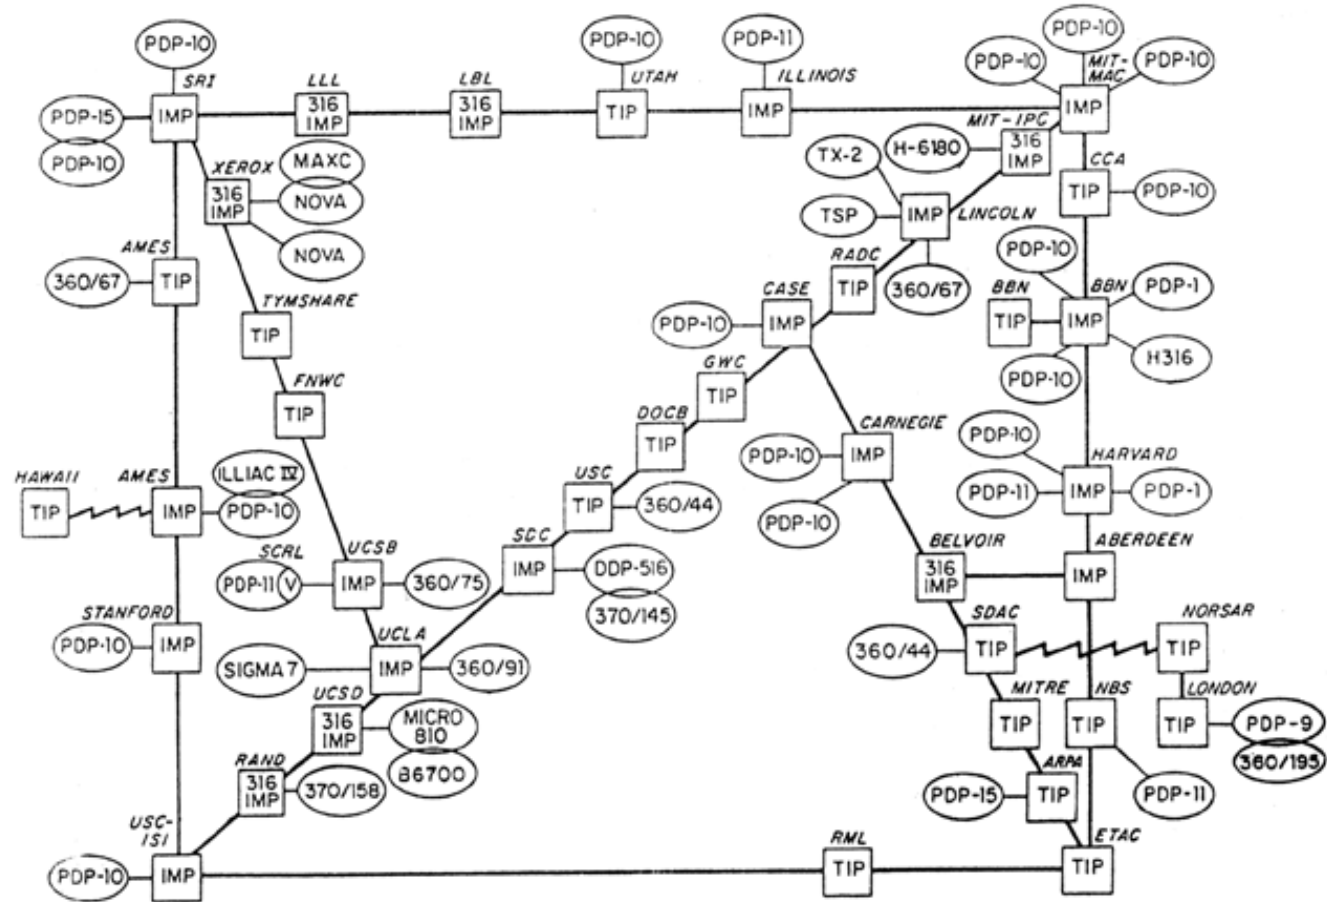 PDP-10
SRI
IMP
PDP-15
PDP-10
LLL
316
IMP
LBL
316
IMP
PDP-10
UTAH
TIP
PDP-11
ILLINOIS
IMP
PDP-10
PDP-10
MIT-
MAC
PDP-10
IMP
MIT-IPC
316
IMP
H-6180
XEROX
316
IMP
MAXC
NOVA
NOVA
TX-2
TSP
IMP
LINCOLN
360/67
CCA
TIP
PDP-10
AMES
360/67
TIP
TYMSHARE
TIP
RADC
TIP
CASE
PDP-10
IMP
PDP-10
BBN
TIP
BBN
IMP
PDP-1
PDP-10
H316
FNWC
TIP
GWC
TIP
DOCB
TIP
CARNEGIE
PDP-10
IMP
PDP-10
PDP-10
HARVARD
PDP-11
IMP
PDP-1
HAWAII
TIP
AMES
IMP
ILLIAC IV
PDP-10
USC
TIP
360/44
SDC
IMP
DDP-516
370/145
SCRL
PDP-11
V
UCSB
IMP
360/75
BELVOIR
316
IMP
ABERDEEN
IMP
STANFORD
PDP-10
IMP
UCLA
SIGMA 7
IMP
360/91
SDAC
360/44
TIP
NORSAR
TIP
UCSD
316
IMP
MICRO
810
B6700
MITRE
TIP
NBS
TIP
PDP-11
LONDON
TIP
PDP-9
360/195
RAND
316
IMP
370/158
ARPA
PDP-15
TIP
USC-
ISI
PDP-10
IMP
RML
TIP
ETAC
TIP